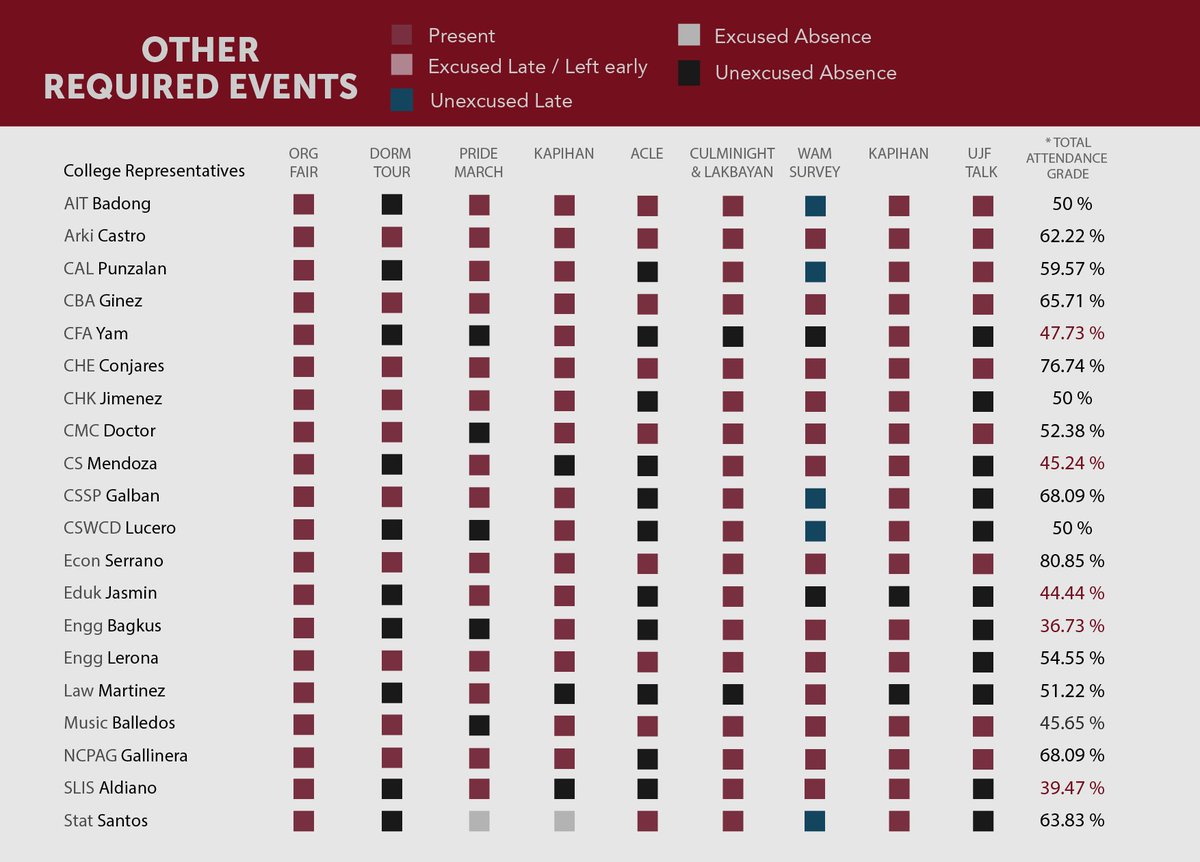 OTHER
REQUIRED EVENTS
Present
Excused Late / Left early
Unexcused Late
Excused Absence
Unexcused Absence
College Representatives
ORG
FAIR
DORM
TOUR
PRIDE
MARCH
KAPIHAN
ACLE
CULMINIGHT
& LAKBAYAN
WAM
SURVEY
KAPIHAN
UJF
TALK
* TOTAL
ATTENDANCE
GRADE
AIT Badong 50 %
Arki Castro 62.22 %
CAL Punzalan 59.57 %
CBA Ginez 65.71 %
CFA Yam 47.73 %
CHE Conjares 76.74 %
CHK Jimenez 50 %
CMC Doctor 52.38 %
CS Mendoza 45.24 %
CSSP Galban 68.09 %
CSWCD Lucero 50 %
Econ Serrano 80.85 %
Eduk Jasmin 44.44 %
Engg Bagkus 36.73 %
Engg Lerona 54.55 %
Law Martinez 51.22 %
Music Balledos 45.65 %
NCPAG Gallinera 68.09 %
SLIS Aldiano 39.47 %
Stat Santos 63.83 %